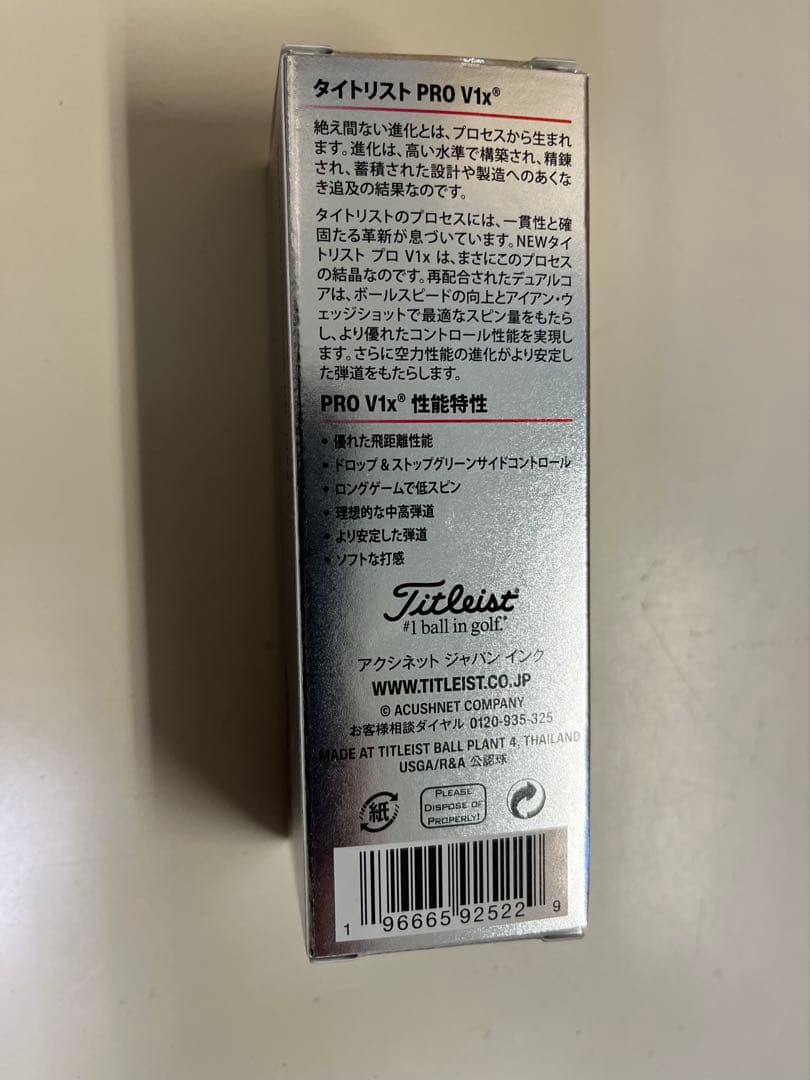 タイトリスト PRO V1x®
絶え間ない進化とは、プロセスから生まれ
ます。進化は、高い水準で構築され、精錬
され、蓄積された設計や製造へのあくな
き追及の結果なのです。
タイトリストのプロセスには、一貫性と確
固たる革新が息づいています。NEWタイ
トリスト プロ V1x は、まさにこのプロセス
の結晶なのです。再配合されたデュアルコ
アは、ボールスピードの向上とアイアン・ウ
ェッジショットで最適なスピン量をもたら
し、より優れたコントロール性能を実現し
ます。さらに空力性能の進化がより安定し
た弾道をもたらします。
PRO V1x® 性能特性
• 優れた飛距離性能
• ドロップ＆ストップグリーンサイドコントロール
• ロングゲームで低スピン
• 理想的な中高弾道
• より安定した弾道
• ソフトな打感
Titleist®
#1 ball in golf.®
アクシネット ジャパン インク
WWW.TITLEIST.CO.JP
© ACUSHNET COMPANY
お客様相談ダイヤル 0120-935-325
MADE AT TITLEIST BALL PLANT 4, THAILAND
USGA/R&A 公認球
紙
PLEASE
DISPOSE OF
PROPERLY!
1 96665 92522 9